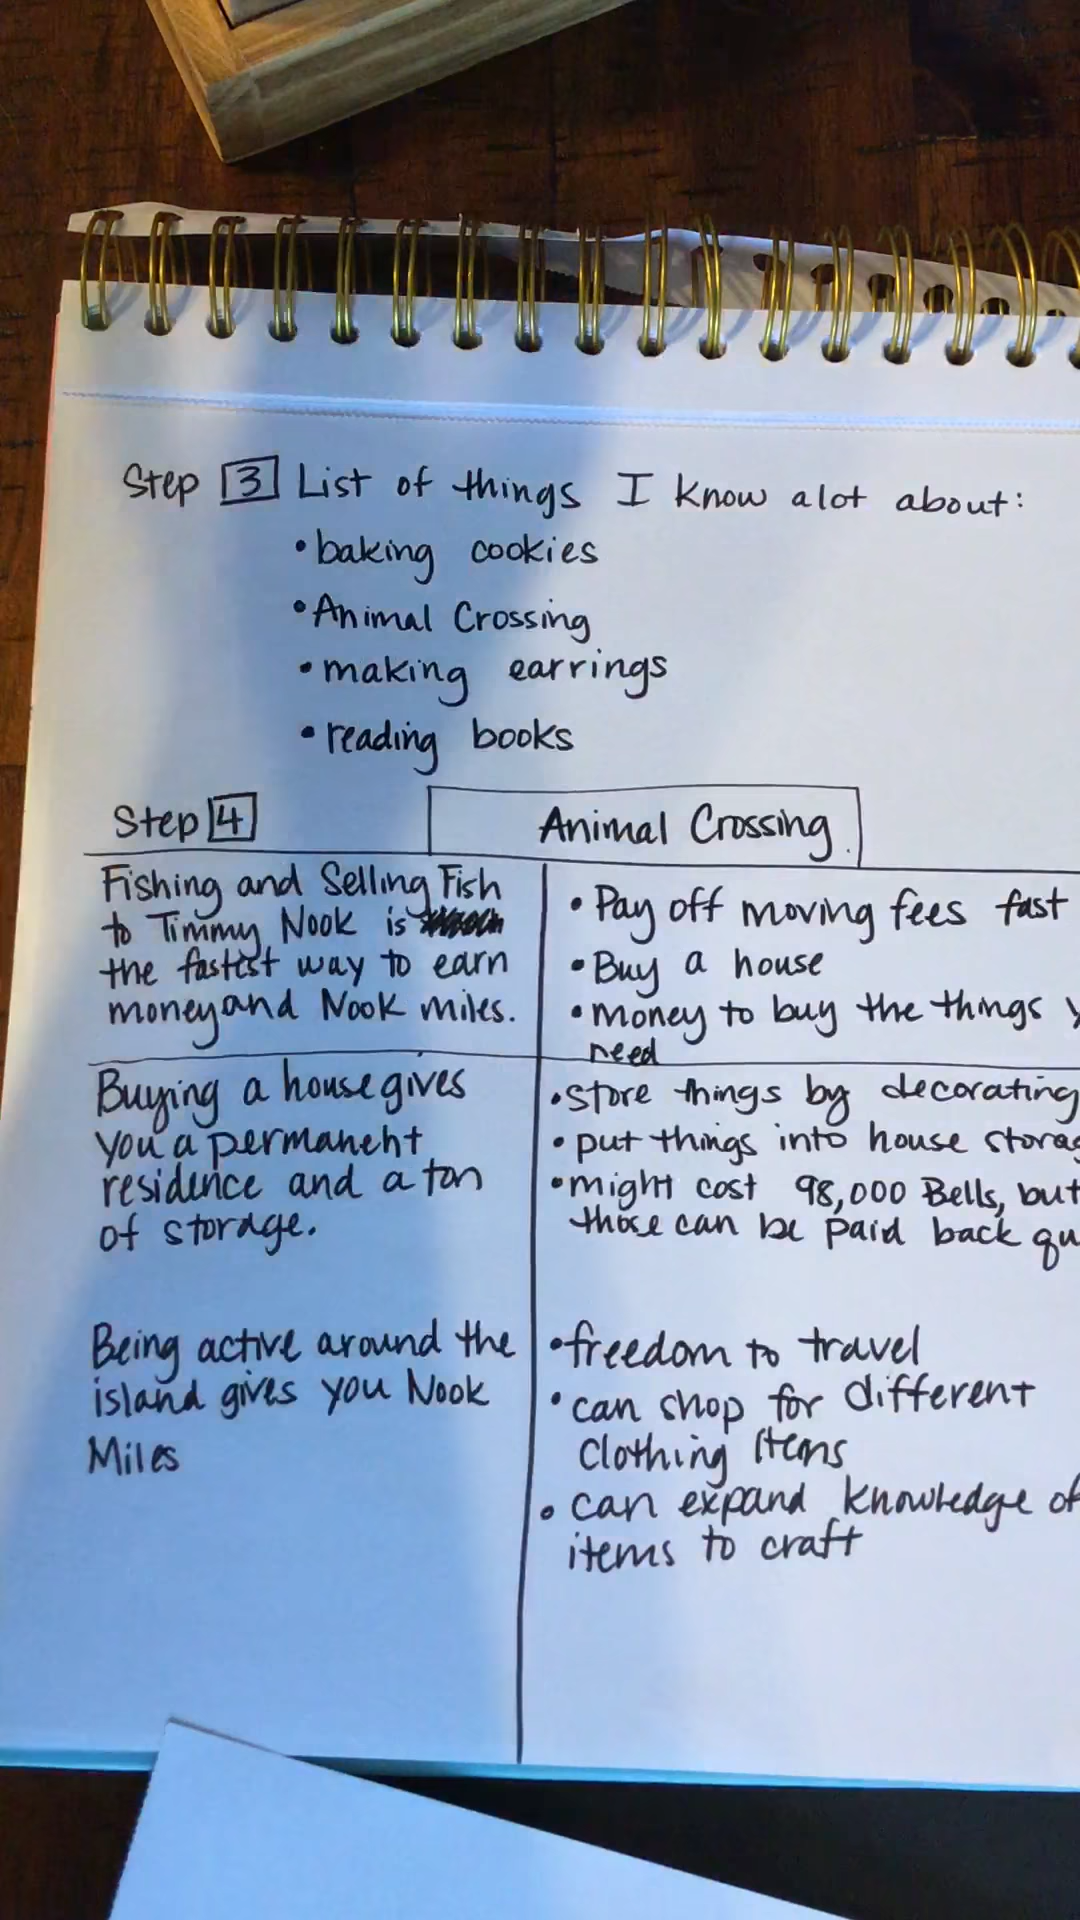 Step 3 List of things I know alot about:
• baking cookies
• Animal Crossing
• making earrings
• reading books
Step 4
Animal Crossing
Fishing and Selling Fish
to Timmy Nook is
the fastest way to earn
money and Nook miles.
• Pay off moving fees fast
• Buy a house
• money to buy the things
need
Buying a house gives
you a permanent
residence and a ton
of storage.
• store things by decorating
• put things into house
• might cost 98,000 Bells, but
those can be paid back
Being active around the
island gives you Nook
Miles
• freedom to travel
• can shop for different
clothing items
• can expand knowledge of
items to craft